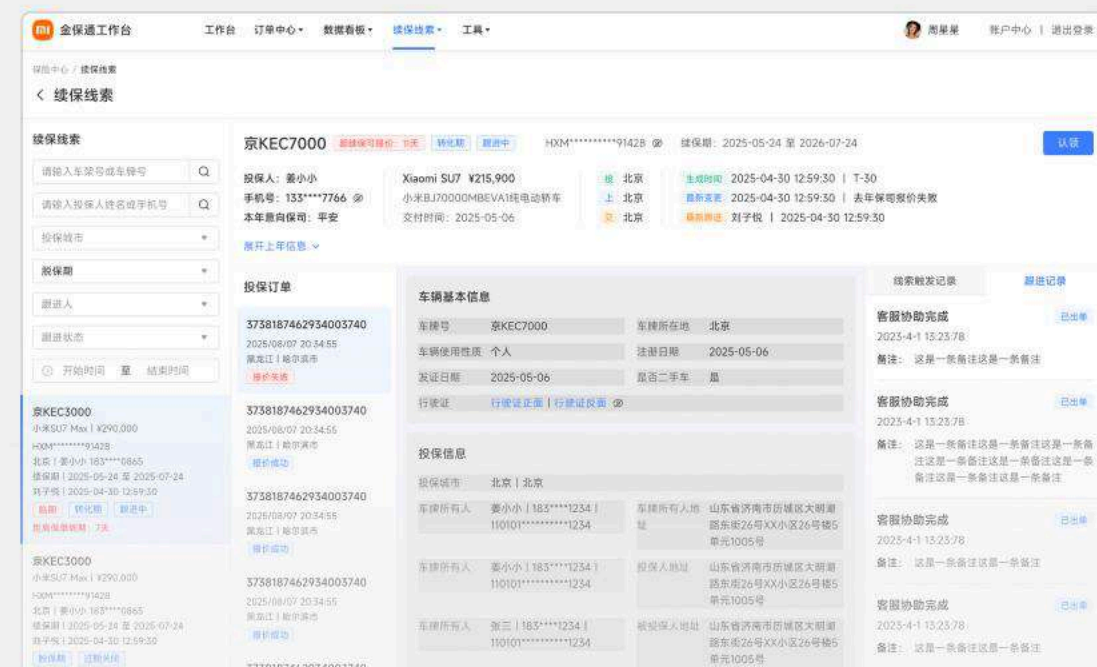 金保通工作台
工作台 订单中心 数据看板 续保线索 工具
周星星 账户中心 | 退出登录
保险中心 / 续保线索
续保线索
续保线索
请输入车架号或车牌号
请输入投保人姓名或手机号
投保城市
脱保期
跟进人
跟进状态
开始时间 至 结束时间
京KEC3000
小米SU7 Max | ¥290,000
HXM********91428
北京 | 姜小小 183****0865
续保期 | 2025-05-24 至 2025-07-24
刘子悦 | 2025-04-30 12:59:30
转化期 跟进中
京KEC3000
小米SU7 Max | ¥290,000
HXM********91428
北京 | 姜小小 183****0865
续保期 | 2025-05-24 至 2025-07-24
刘子悦 | 2025-04-30 12:59:30
脱保期 过期关闭
京KEC7000 距续保可报价: 11天 转化期 跟进中 HXM**********91428 续保期: 2025-05-24 至 2026-07-24 认领
投保人: 姜小小
手机号: 133****7766
本年意向保司: 平安
Xiaomi SU7 ¥215,900
小米BJ70000MBEVA1纯电动轿车
交付时间: 2025-05-06
投 北京
上 北京
交 北京
生成时间 2025-04-30 12:59:30 | T-30
最新变更 2025-04-30 12:59:30 | 去年保司报价失败
最新跟进 刘子悦 | 2025-04-30 12:59:30
展开上年信息
投保订单
3738187462934003740
2025/08/07 20:34:55
黑龙江 | 哈尔滨市
报价失败
3738187462934003740
2025/08/07 20:34:55
黑龙江 | 哈尔滨市
报价成功
3738187462934003740
2025/08/07 20:34:55
黑龙江 | 哈尔滨市
报价成功
3738187462934003740
2025/08/07 20:34:55
黑龙江 | 哈尔滨市
报价成功
3738187462934003740
车辆基本信息
车牌号 京KEC7000 车牌所在地 北京
车辆使用性质 个人 注册日期 2025-05-06
发证日期 2025-05-06 是否二手车 是
行驶证 行驶证正面 | 行驶证反面
投保信息
投保城市 北京 | 北京
车牌所有人 姜小小 | 183****1234 |
110101***********1234
车牌所有人地址 山东省济南市历城区大明湖
路东街26号XX小区26号楼5
单元1005号
车牌所有人 姜小小 | 183****1234 |
110101***********1234
投保人地址 山东省济南市历城区大明湖
路东街26号XX小区26号楼5
单元1005号
车牌所有人 张三 | 183****1234 |
110101***********1234
被投保人地址 山东省济南市历城区大明湖
路东街26号XX小区26号楼5
单元1005号
线索触发记录 跟进记录
客服协助完成 已出单
2023-4-1 13:23:78
备注: 这是一条备注这是一条备注
客服协助完成 已出单
2023-4-1 13:23:78
备注: 这是一条备注这是一条备注这是一条备
注这是一条备注这是一条备注这是一条
备注这是一条备注这是一条备注
客服协助完成 已出单
2023-4-1 13:23:78
备注: 这是一条备注这是一条备注
客服协助完成 已出单
2023-4-1 13:23:78
备注: 这是一条备注这是一条备注